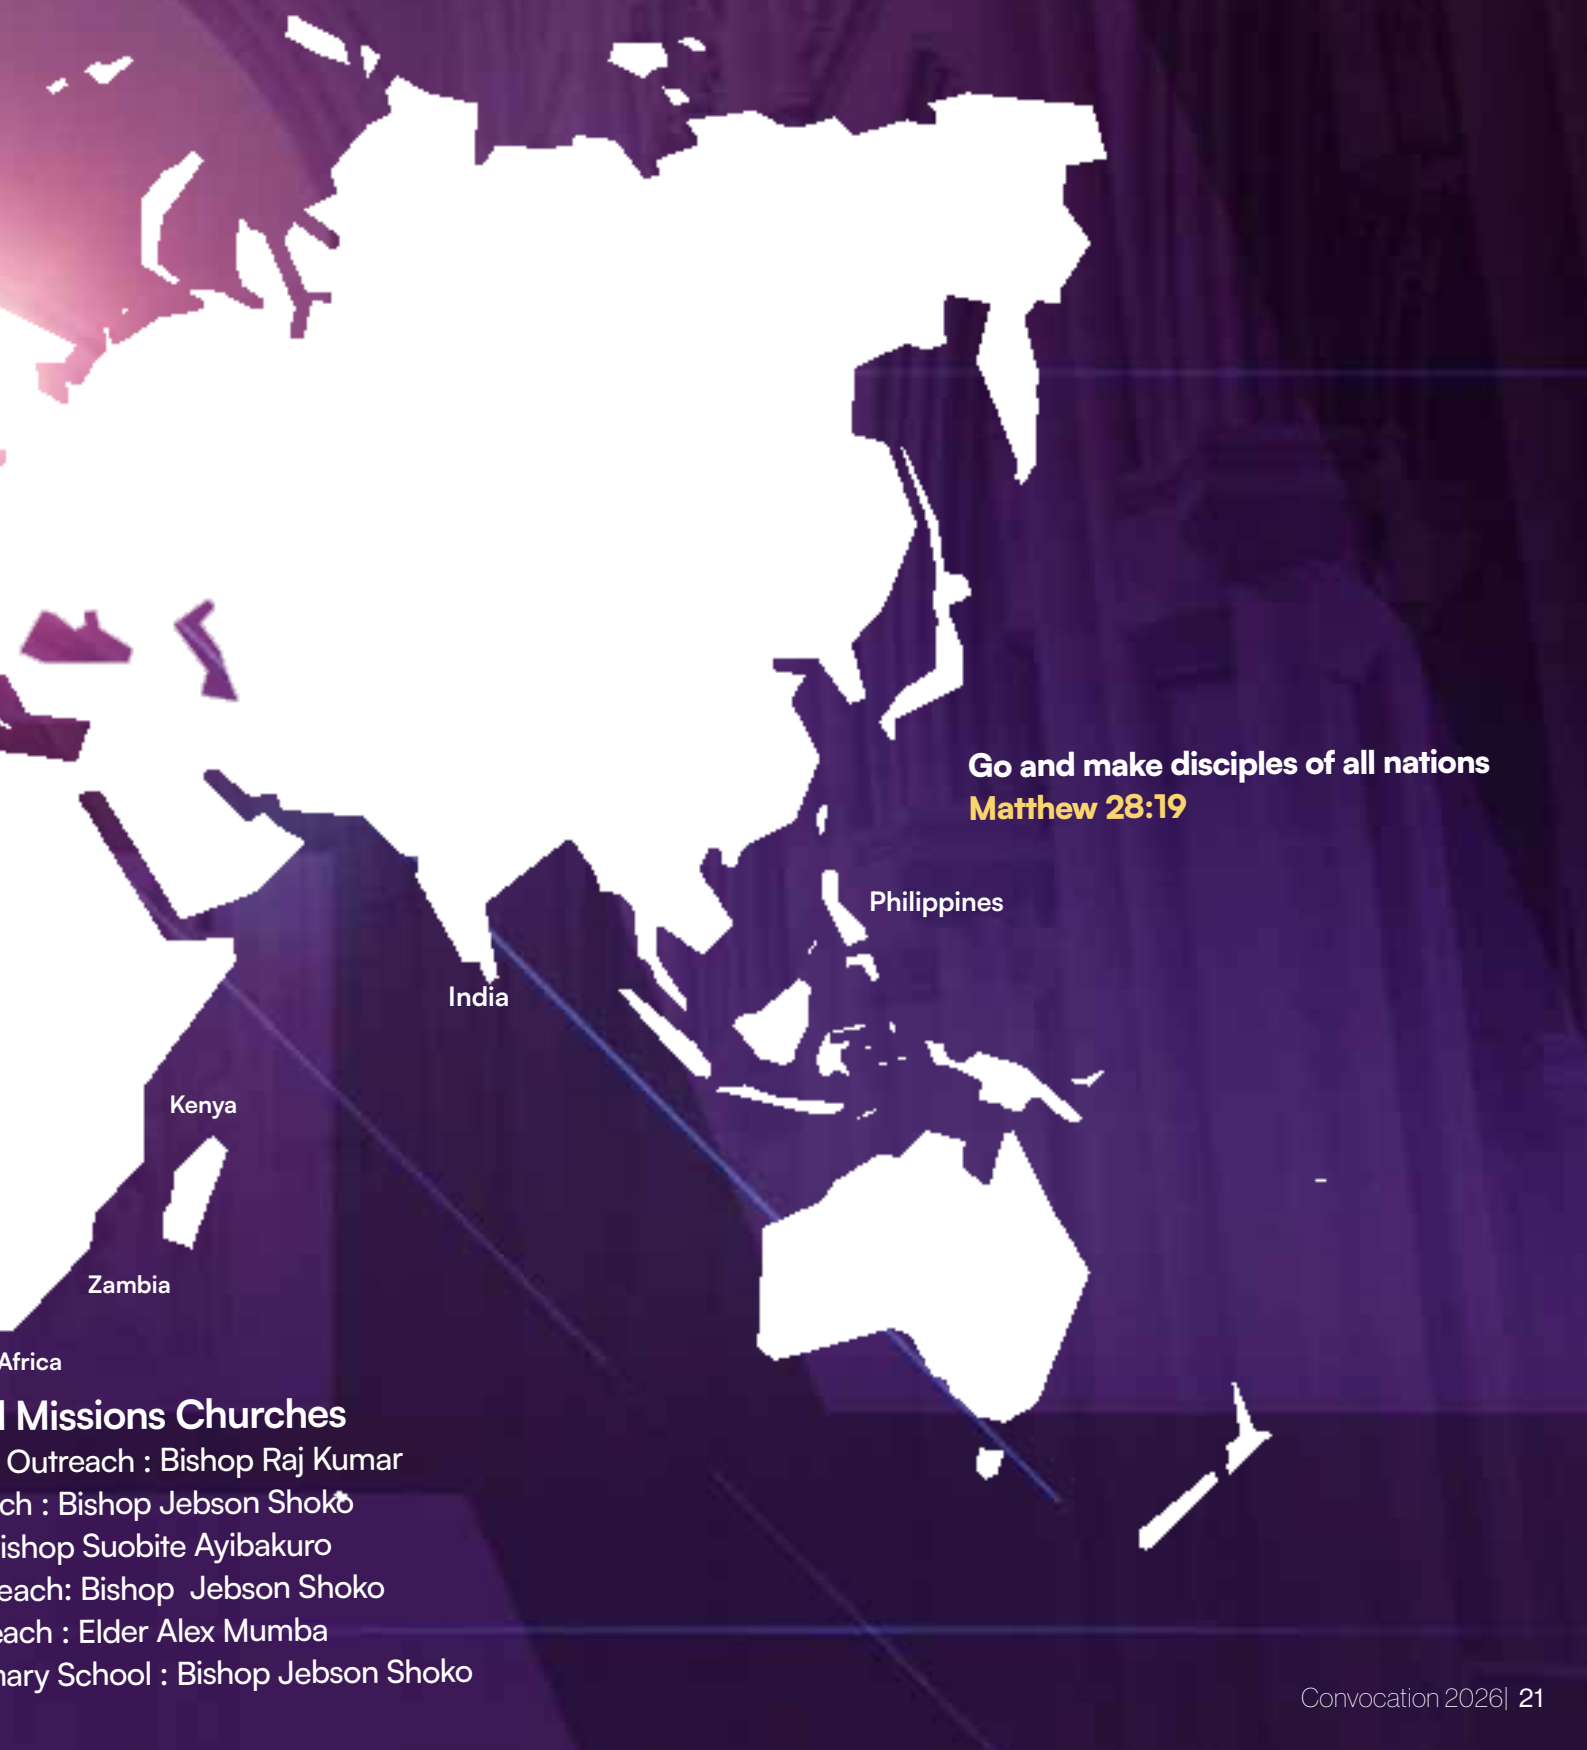 Go and make disciples of all nations
Matthew 28:19
Philippines
India
Kenya
Zambia
Africa
Missions Churches
Outreach : Bishop Raj Kumar
ch : Bishop Jebson Shoko
ishop Suobite Ayibakuro
each: Bishop  Jebson Shoko
each : Elder Alex Mumba
nary School : Bishop Jebson Shoko
Convocation 2026| 21